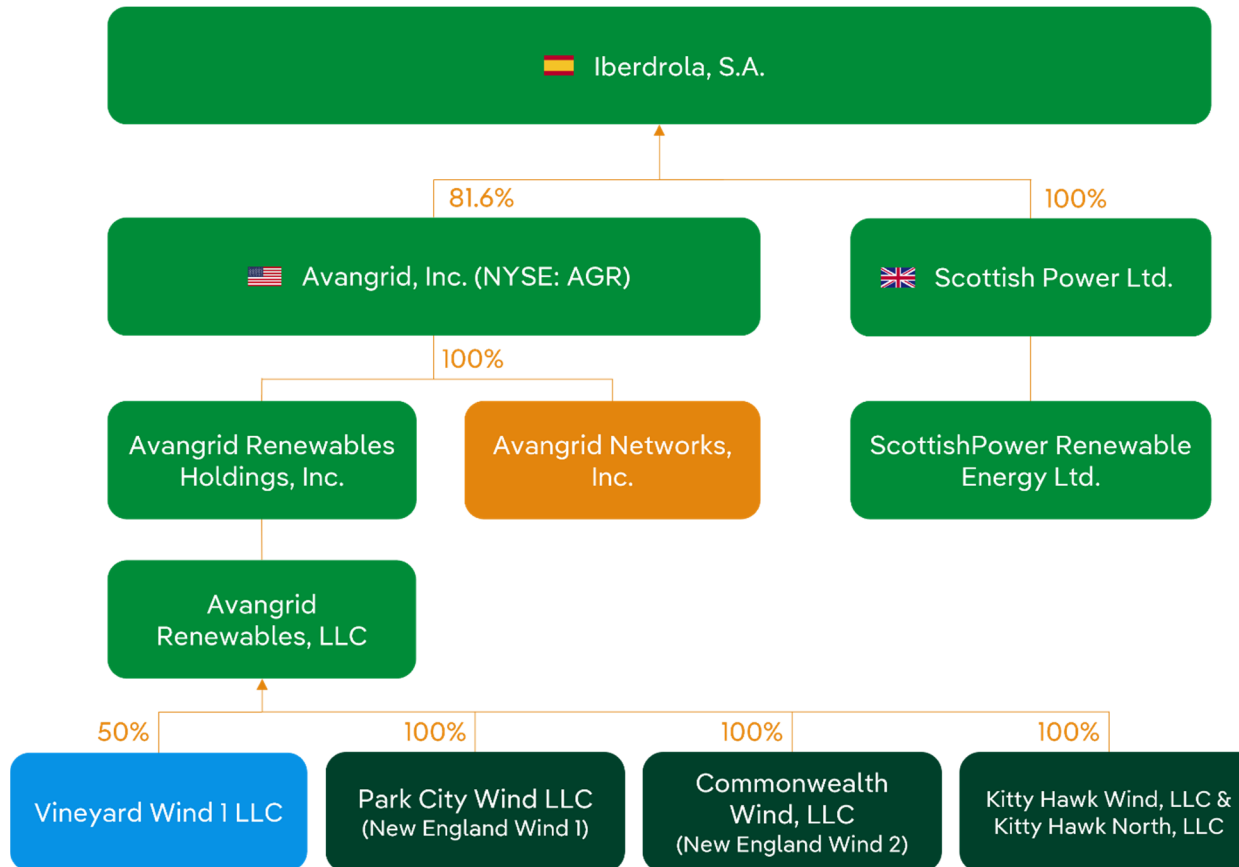 Iberdrola, S.A.
81.6%
100%
Avangrid, Inc. (NYSE: AGR)
Scottish Power Ltd.
100%
Avangrid Renewables
Holdings, Inc.
Avangrid Networks,
Inc.
ScottishPower Renewable
Energy Ltd.
Avangrid
Renewables, LLC
50%
100%
100%
100%
Vineyard Wind 1 LLC
Park City Wind LLC
(New England Wind 1)
Commonwealth
Wind, LLC
(New England Wind 2)
Kitty Hawk Wind, LLC &
Kitty Hawk North, LLC